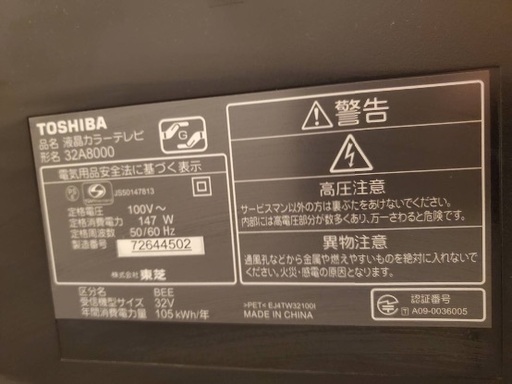 TOSHIBA
品名 液晶カラーテレビ
形名 32A8000
G
電気用品安全法に基づく表示
JSS0147813
定格電圧: 100V～
定格消費電力: 147 W
定格周波数: 50/60 Hz
製造番号: 72644502
株式会社 東芝
区分名: BEE
受信機型サイズ: 32V
年間消費電力量: 105 kWh/年
警告
高圧注意
サービスマン以外の方は裏ぶたをあけないでください。
内部には高電圧部分が数多くあり、万一さわると危険です。
異物注意
通風孔などから金属や燃えやすいものを絶対に入れないで
ください。火災・感電の原因となります。
>PET< EJ4TW32100I
MADE IN CHINA
認証番号
T A09-0036005